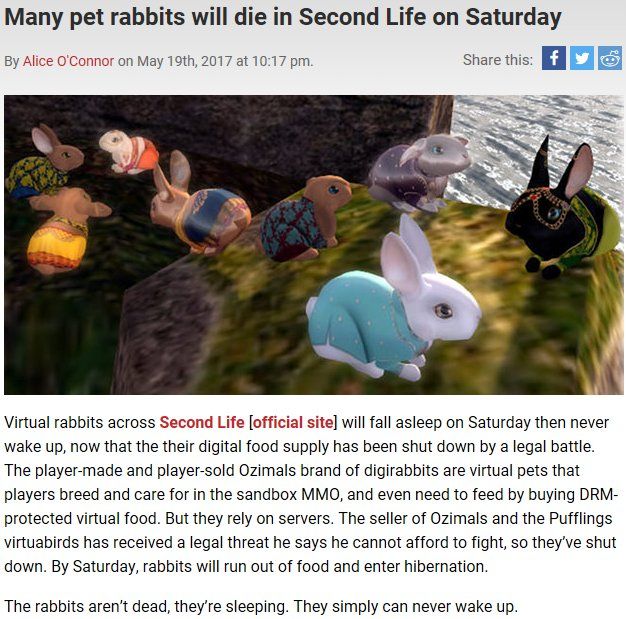 Many pet rabbits will die in Second Life on Saturday
By Alice O'Connor on May 19th, 2017 at 10:17 pm.
Share this:
Virtual rabbits across Second Life [official site] will fall asleep on Saturday then never
wake up, now that the their digital food supply has been shut down by a legal battle.
The player-made and player-sold Ozimals brand of digirabbits are virtual pets that
players breed and care for in the sandbox MMO, and even need to feed by buying DRM-
protected virtual food. But they rely on servers. The seller of Ozimals and the Pufflings
virtuabirds has received a legal threat he says he cannot afford to fight, so they've shut
down. By Saturday, rabbits will run out of food and enter hibernation.
The rabbits aren't dead, they're sleeping. They simply can never wake up.